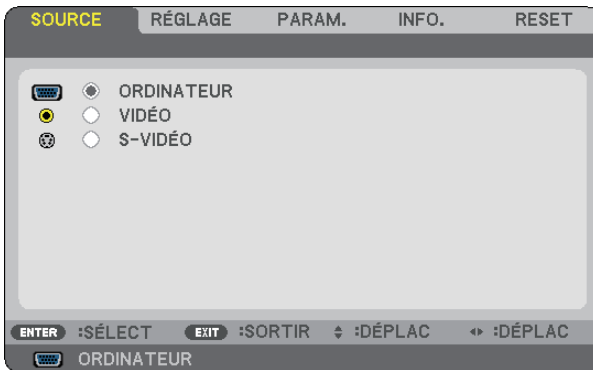 SOURCE RÉGLAGE PARAM. INFO. RESET
ORDINATEUR
VIDÉO
S-VIDÉO
ENTER :SÉLECT EXIT :SORTIR :DÉPLAC :DÉPLAC
ORDINATEUR